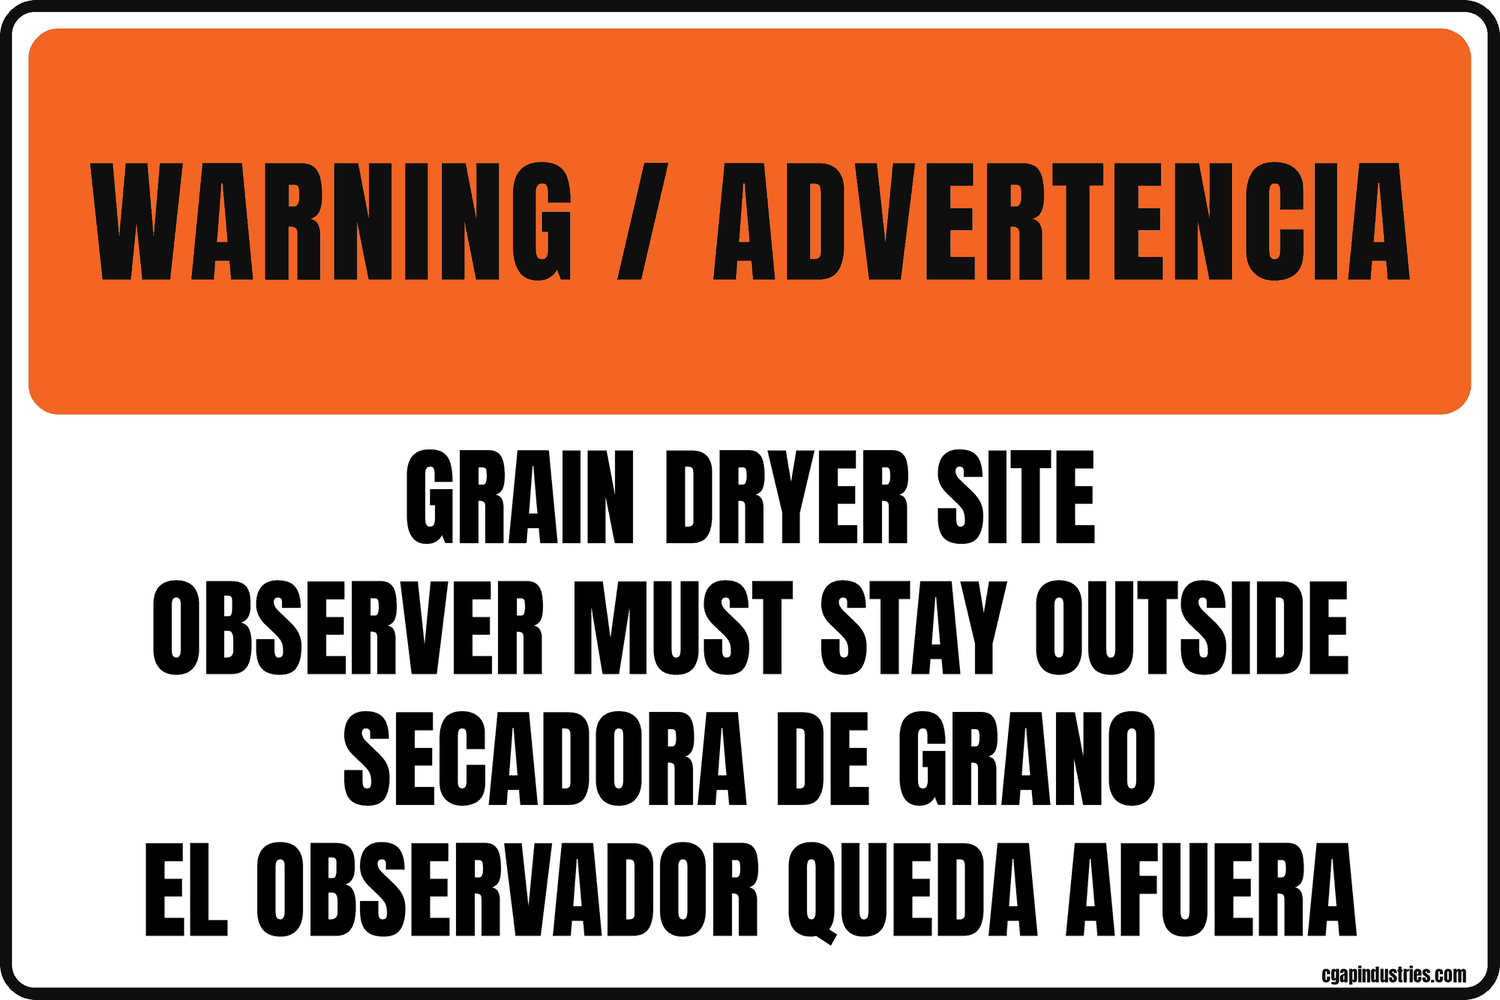 WARNING / ADVERTENCIA
GRAIN DRYER SITE
OBSERVER MUST STAY OUTSIDE
SECADORA DE GRANO
EL OBSERVADOR QUEDA AFUERA
cgapindustries.com